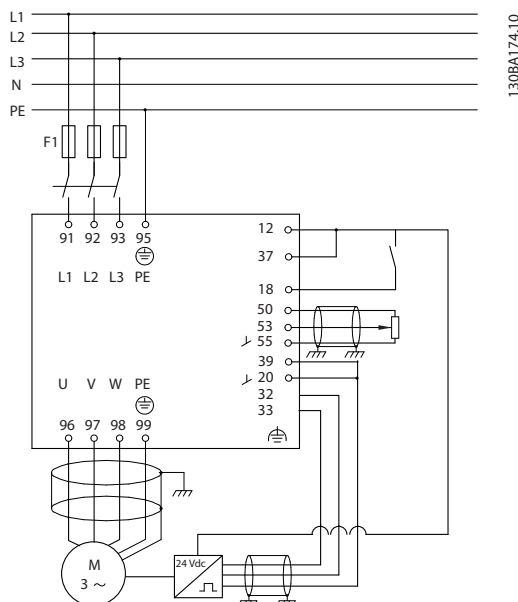 L1
L2
L3
N
PE
130BA174.10
F1
91 92 93 95
L1 L2 L3 PE
12
37
18
50
53
55
39
20
32
33
U V W PE
96 97 98 99
M
3 ~
24 Vdc